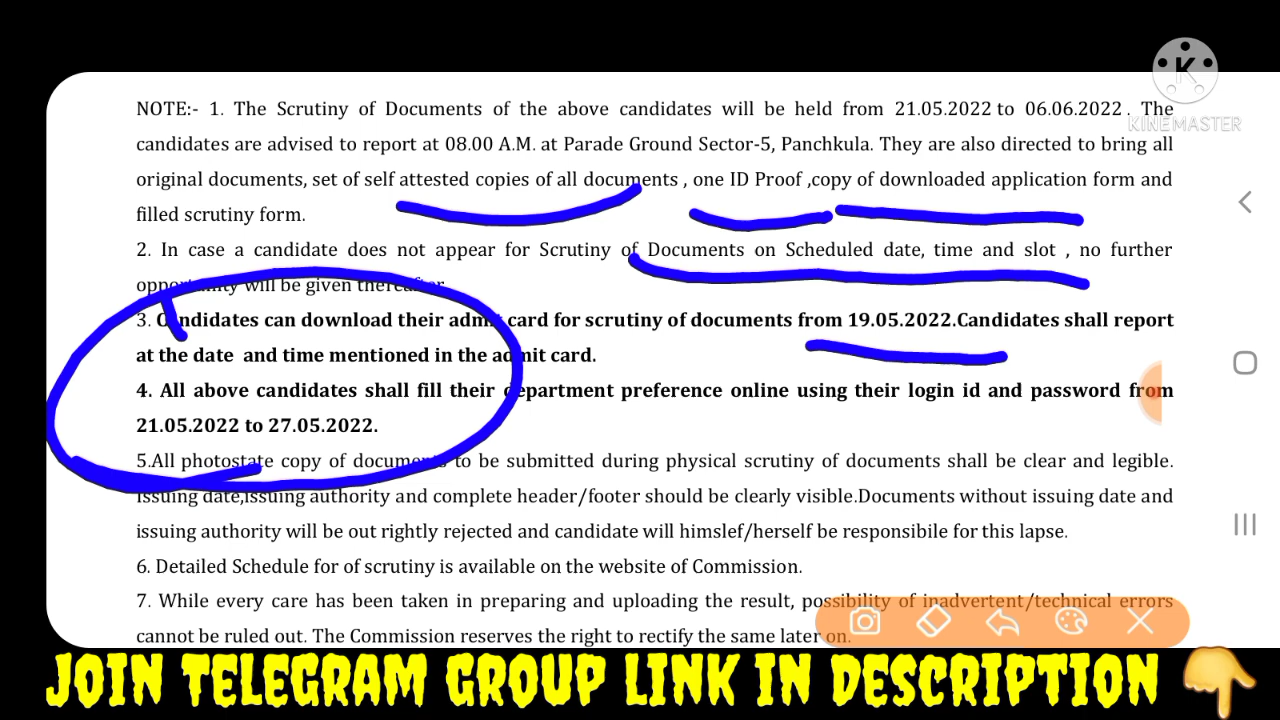 K
KINEMASTER
NOTE:- 1. The Scrutiny of Documents of the above candidates will be held from 21.05.2022 to 06.06.2022 . The
candidates are advised to report at 08.00 A.M. at Parade Ground Sector-5, Panchkula. They are also directed to bring all
original documents, set of self attested copies of all documents , one ID Proof ,copy of downloaded application form and
filled scrutiny form.
2. In case a candidate does not appear for Scrutiny of Documents on Scheduled date, time and slot , no further
opportunity will be given thereafter.
3. Candidates can download their admit card for scrutiny of documents from 19.05.2022.Candidates shall report
at the date and time mentioned in the admit card.
4. All above candidates shall fill their department preference online using their login id and password from
21.05.2022 to 27.05.2022.
5.All photostate copy of documents to be submitted during physical scrutiny of documents shall be clear and legible.
Issuing date,issuing authority and complete header/footer should be clearly visible.Documents without issuing date and
issuing authority will be out rightly rejected and candidate will himslef/herself be responsibile for this lapse.
6. Detailed Schedule for of scrutiny is available on the website of Commission.
7. While every care has been taken in preparing and uploading the result, possibility of inadvertent/technical errors
cannot be ruled out. The Commission reserves the right to rectify the same later on.
JOIN TELEGRAM GROUP LINK IN DESCRIPTION